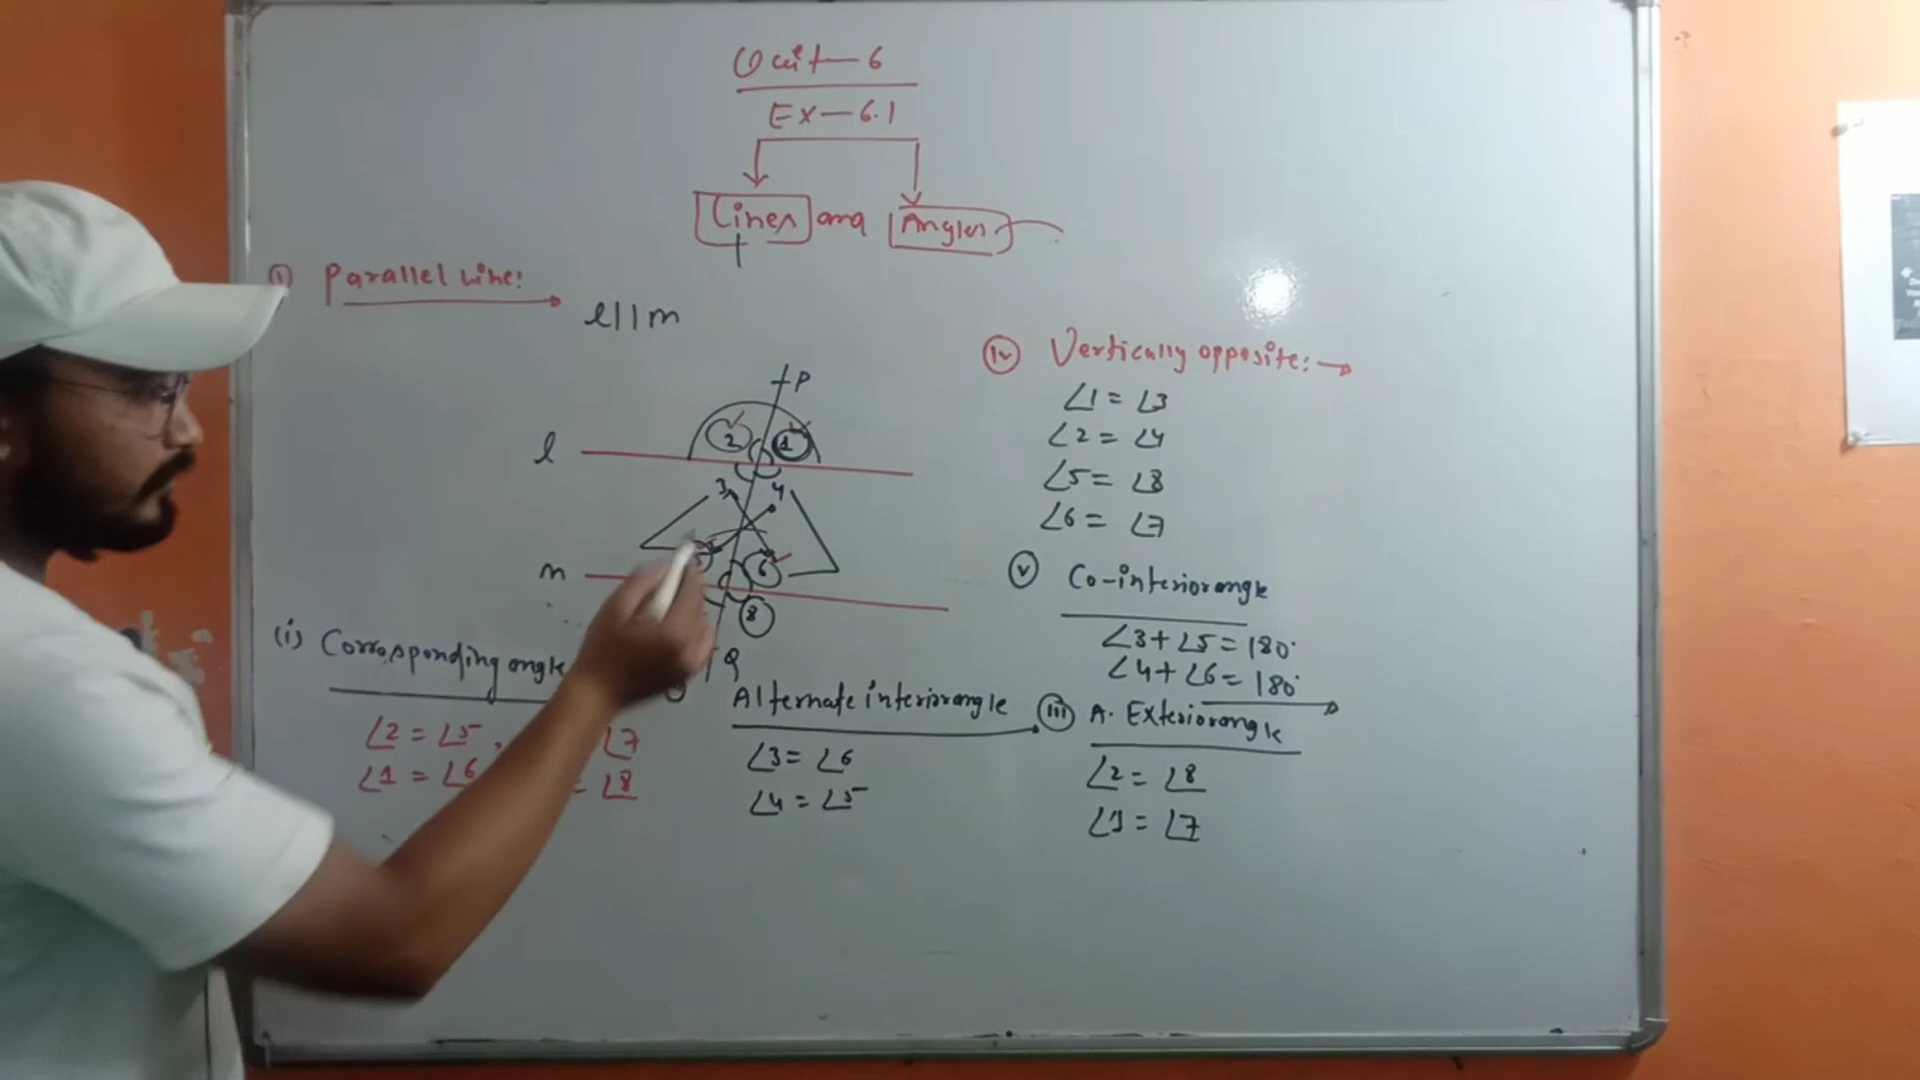 Unit-6
Ex-6.1
Lines and Angles
(i) Parallel line:
l||m
P
l
2 1
3 4
m
5 6
8
Q
(i) Corresponding angle
∠2 = ∠5, ∠7
∠1 = ∠6 = ∠8
Alternate interior angle
∠3 = ∠6
∠4 = ∠5
(iii) A. Exterior angle
∠2 = ∠8
∠1 = ∠7
(iv) Vertically opposite:
∠1 = ∠3
∠2 = ∠4
∠5 = ∠8
∠6 = ∠7
(v) Co-interior angle
∠3+∠5 = 180°
∠4+∠6 = 180°